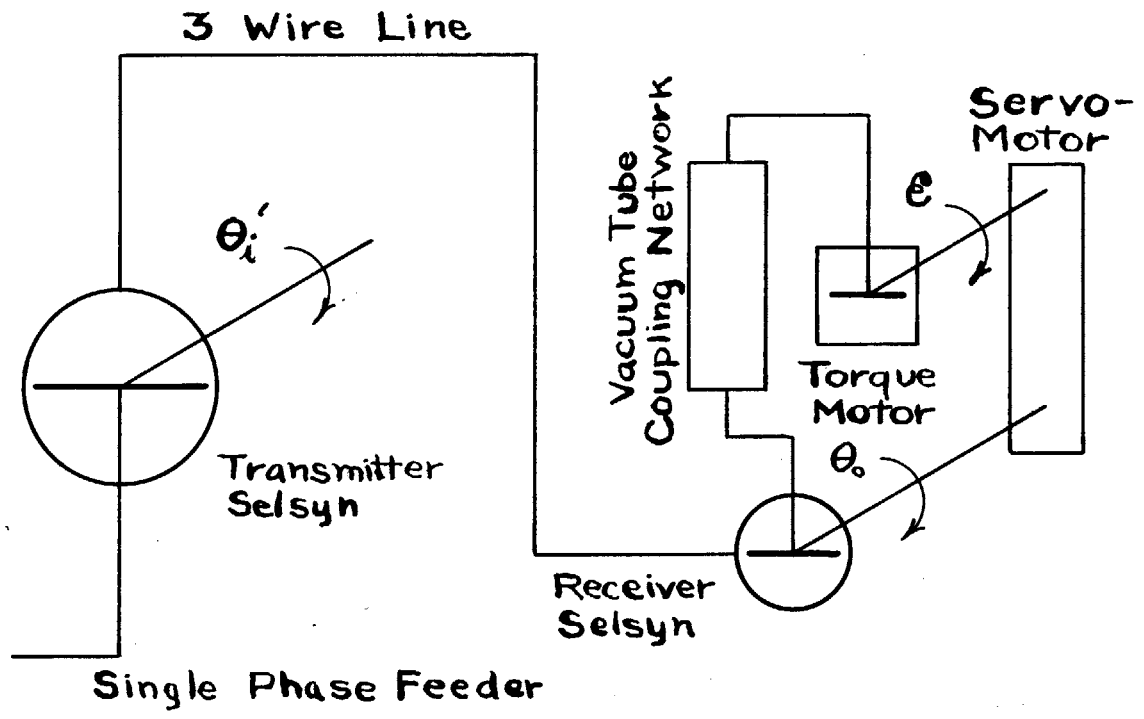 3 Wire Line
Servo-
Motor
Vacuum Tube
Coupling Network
ε
θi′
Torque
Motor
θo
Transmitter
Selsyn
Receiver
Selsyn
Single Phase Feeder